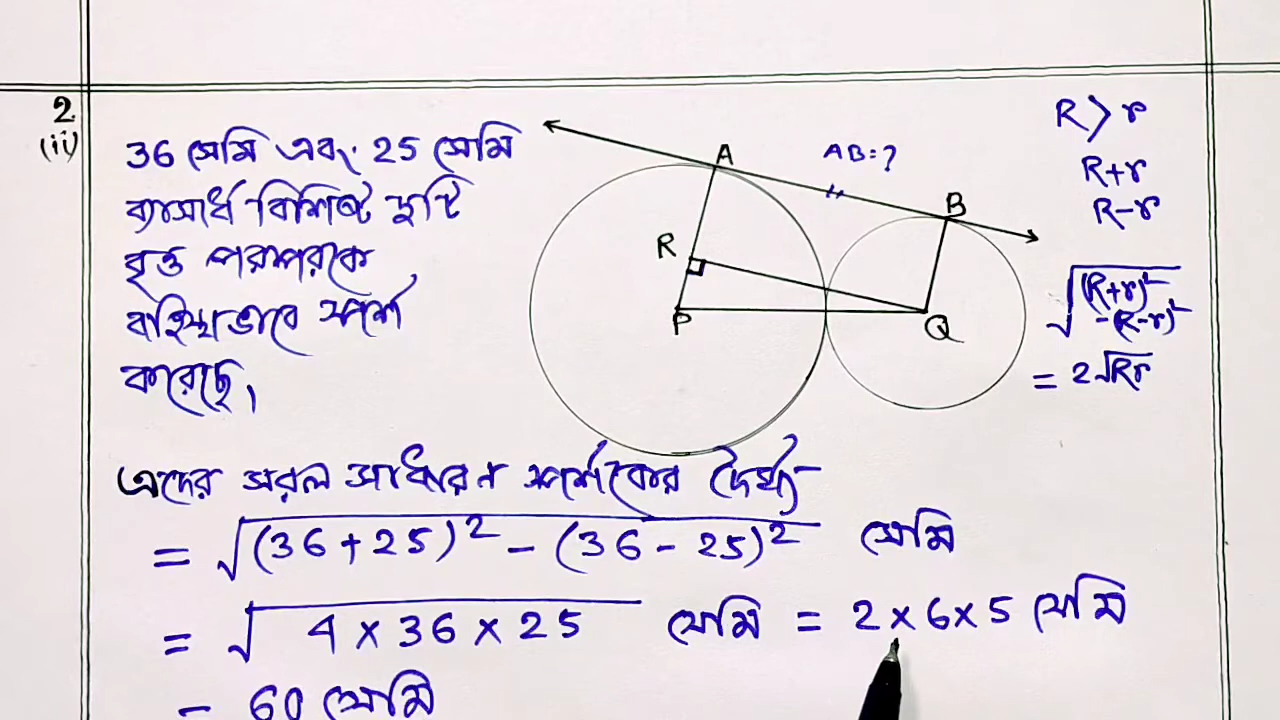 2
(ii)
36 সেমি এবং 25 সেমি
ব্যাসার্ধ বিশিষ্ট দুটি
বৃত্ত পরস্পরকে
বহিঃস্থভাবে স্পর্শ
করেছে,
A
AB=?
B
R
P
Q
R > r
R+r
R-r
√(R+r)²
-(R-r)²
= 2√Rr
এদের সরল সাধারণ স্পর্শকের দৈর্ঘ্য
= √(36+25)² - (36-25)² সেমি
= √4×36×25 সেমি = 2×6×5 সেমি
= 60 সেমি